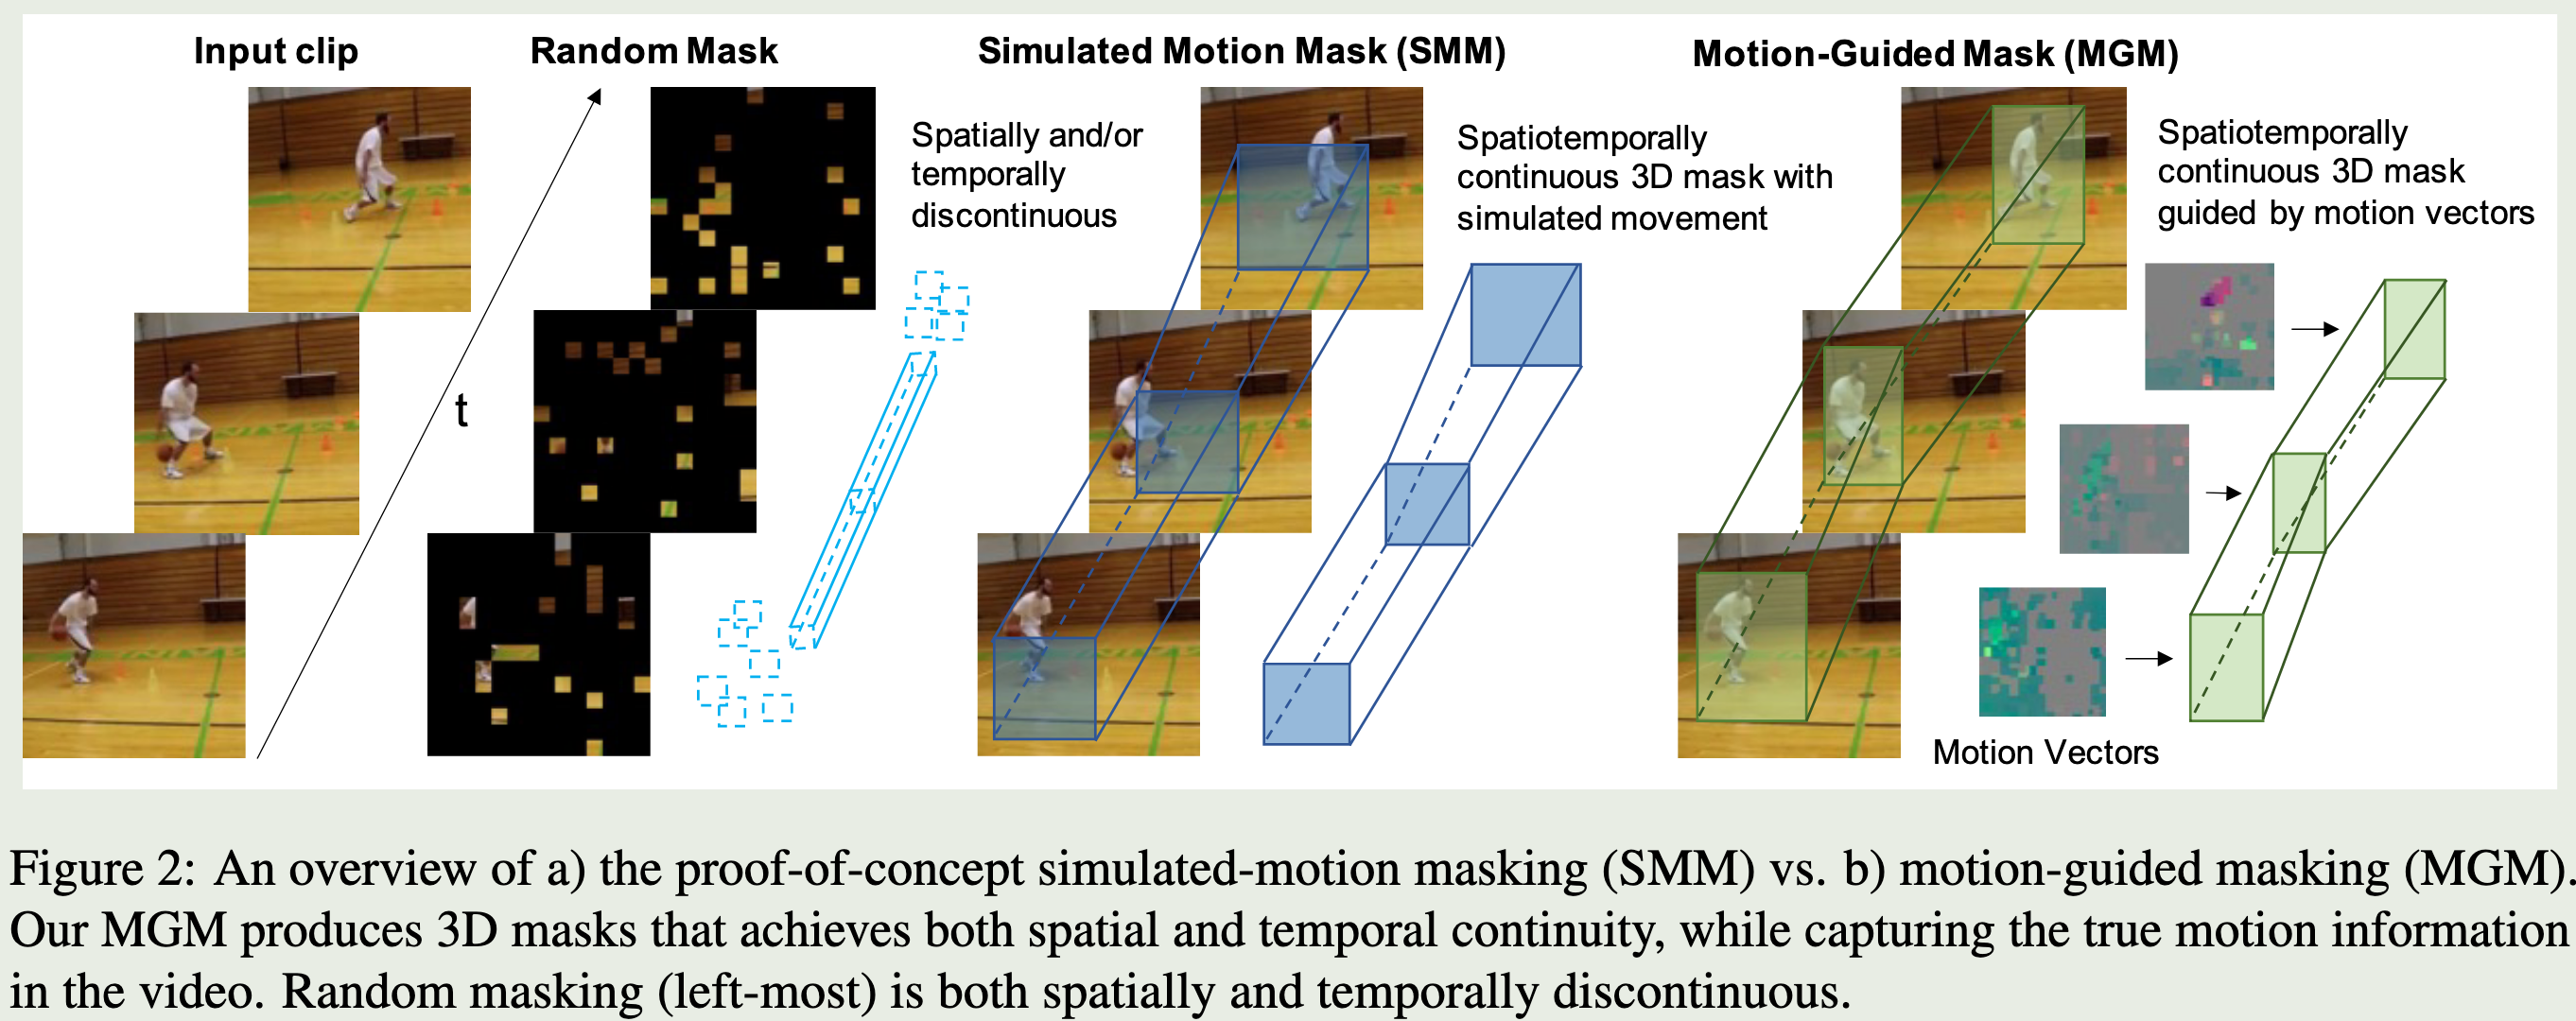 Input clip
Random Mask
Simulated Motion Mask (SMM)
Motion-Guided Mask (MGM)
Spatially and/or
temporally
discontinuous
Spatiotemporally
continuous 3D mask with
simulated movement
Spatiotemporally
continuous 3D mask
guided by motion vectors
t
Motion Vectors
Figure 2: An overview of a) the proof-of-concept simulated-motion masking (SMM) vs. b) motion-guided masking (MGM).
Our MGM produces 3D masks that achieves both spatial and temporal continuity, while capturing the true motion information
in the video. Random masking (left-most) is both spatially and temporally discontinuous.